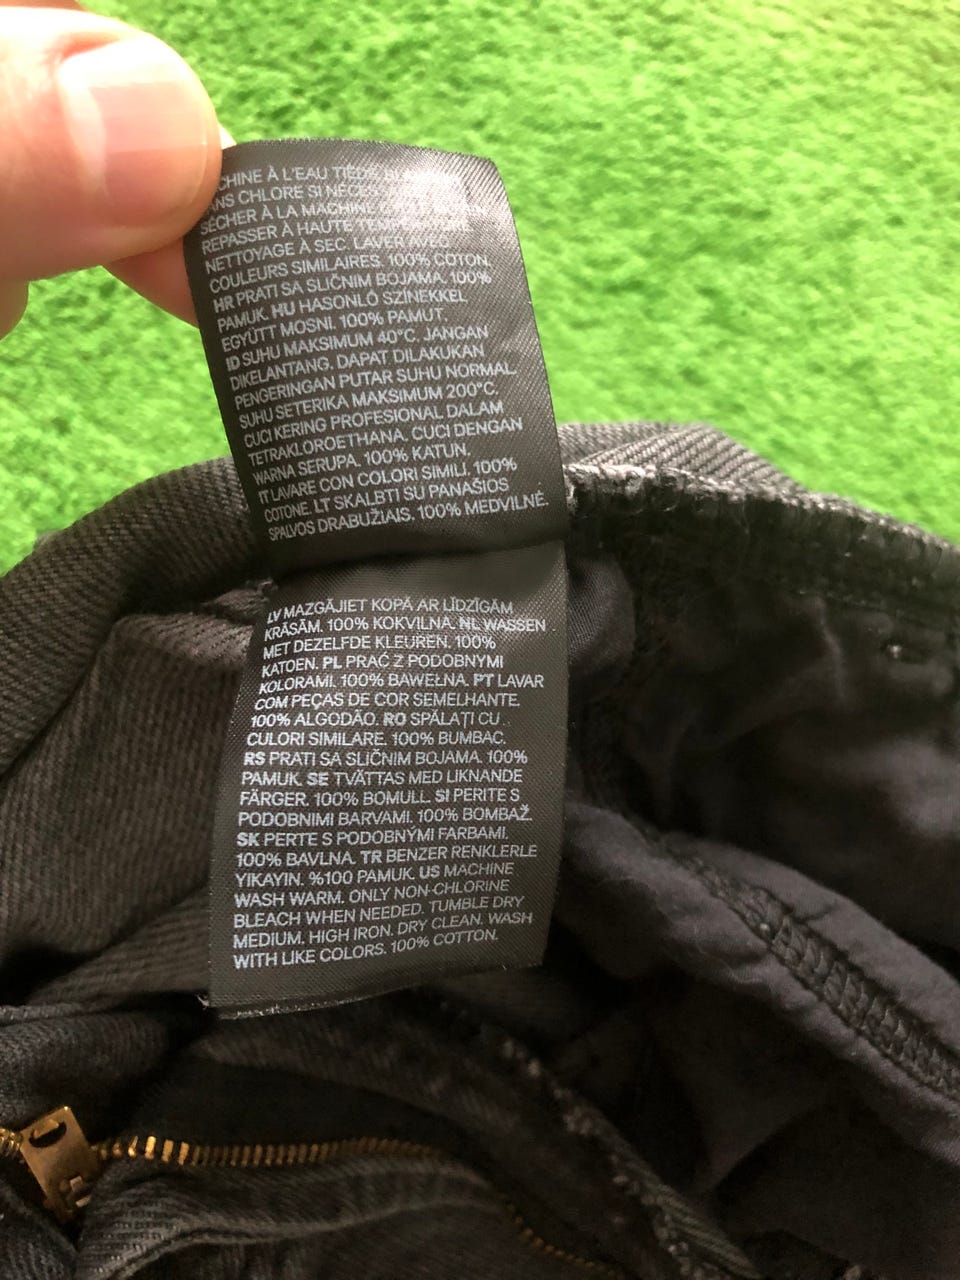 À L'EAU
CHLORE SI
SÉCHER À LA MACHINE
REPASSER À HAUTE
NETTOYAGE À SEC. LAVER AVEC
COULEURS SIMILAIRES. 100% COTON.
HR PRATI SA SLIČNIM BOJAMA. 100%
PAMUK. HU HASONLÓ SZÍNEKKEL
EGYÜTT MOSNI. 100% PAMUT.
ID SUHU MAKSIMUM 40°C. JANGAN
DIKELANTANG. DAPAT DILAKUKAN
PENGERINGAN PUTAR SUHU NORMAL.
SUHU SETERIKA MAKSIMUM 200°C.
CUCI KERING PROFESIONAL DALAM
TETRAKLOROETHANA. CUCI DENGAN
WARNA SERUPA. 100% KATUN.
IT LAVARE CON COLORI SIMILI. 100%
COTONE. LT SKALBTI SU PANAŠIOS
SPALVOS DRABUŽIAIS. 100% MEDVILNĖ.
LV MAZGĀJIET KOPĀ AR LĪDZĪGĀM
KRĀSĀM. 100% KOKVILNA. NL WASSEN
MET DEZELFDE KLEUREN. 100%
KATOEN. PL PRAĆ Z PODOBNYMI
KOLORAMI. 100% BAWEŁNA. PT LAVAR
COM PEÇAS DE COR SEMELHANTE.
100% ALGODÃO. RO SPĂLAȚI CU
CULORI SIMILARE. 100% BUMBAC.
RS PRATI SA SLIČNIM BOJAMA. 100%
PAMUK. SE TVÄTTAS MED LIKNANDE
FÄRGER. 100% BOMULL. SI PERITE S
PODOBNIMI BARVAMI. 100% BOMBAŽ.
SK PERTE S PODOBNÝMI FARBAMI.
100% BAVLNA. TR BENZER RENKLERLE
YIKAYIN. %100 PAMUK. US MACHINE
WASH WARM. ONLY NON-CHLORINE
BLEACH WHEN NEEDED. TUMBLE DRY
MEDIUM. HIGH IRON. DRY CLEAN. WASH
WITH LIKE COLORS. 100% COTTON.